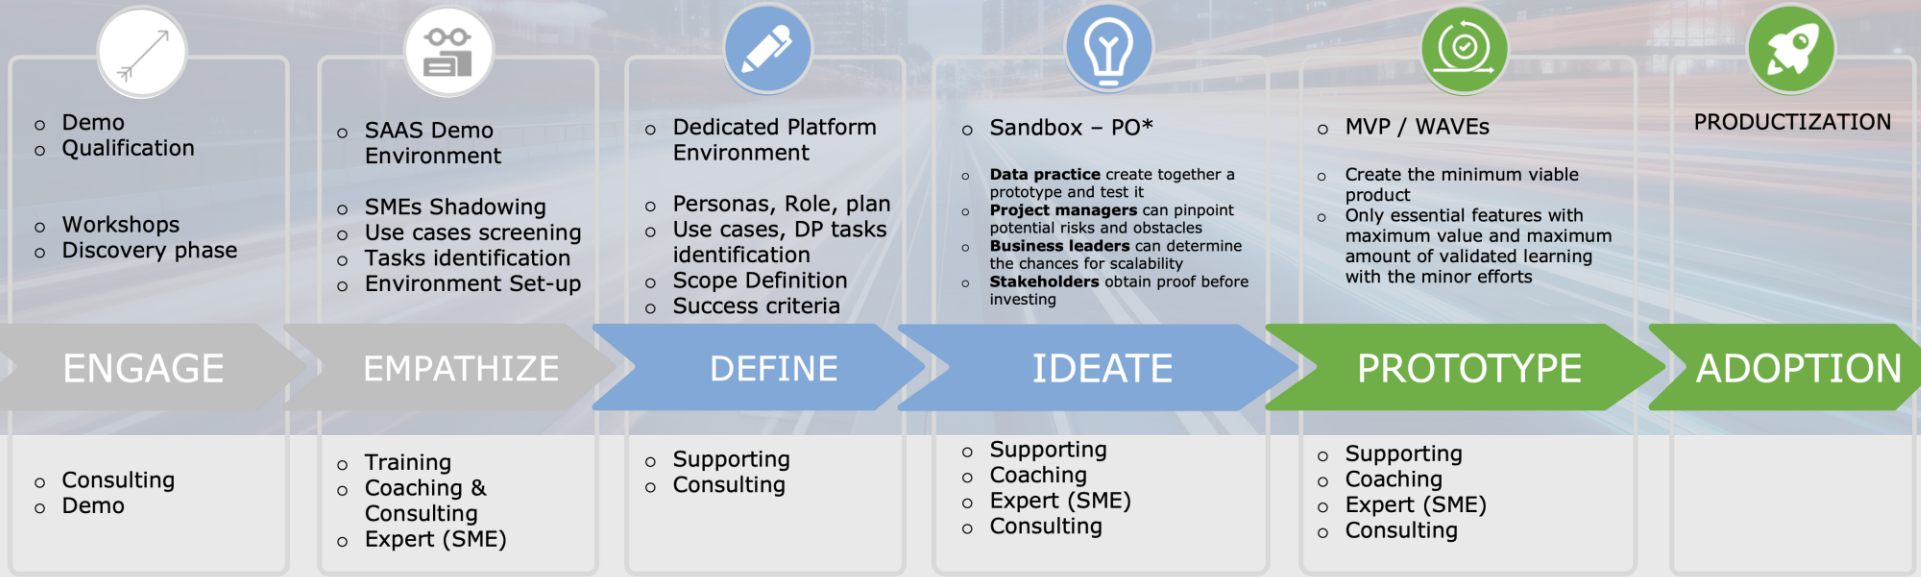 Demo
Qualification
Workshops
Discovery phase
ENGAGE
Consulting
Demo
SAAS Demo
Environment
SMEs Shadowing
Use cases screening
Tasks identification
Environment Set-up
EMPATHIZE
Training
Coaching &
Consulting
Expert (SME)
Dedicated Platform
Environment
Personas, Role, plan
Use cases, DP tasks
identification
Scope Definition
Success criteria
DEFINE
Supporting
Consulting
Sandbox – PO*
Data practice create together a
prototype and test it
Project managers can pinpoint
potential risks and obstacles
Business leaders can determine
the chances for scalability
Stakeholders obtain proof before
investing
IDEATE
Supporting
Coaching
Expert (SME)
Consulting
MVP / WAVEs
Create the minimum viable
product
Only essential features with
maximum value and maximum
amount of validated learning
with the minor efforts
PROTOTYPE
Supporting
Coaching
Expert (SME)
Consulting
PRODUCTIZATION
ADOPTION